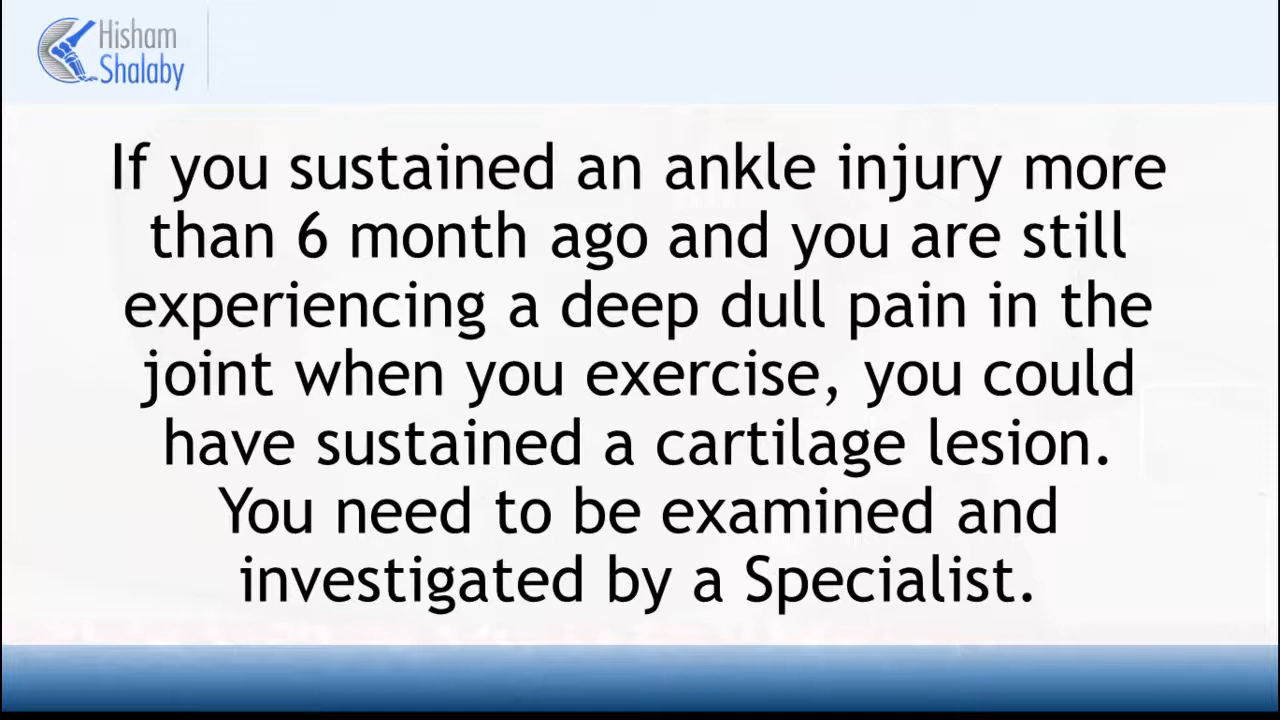 Hisham
Shalaby
If you sustained an ankle injury more
than 6 month ago and you are still
experiencing a deep dull pain in the
joint when you exercise, you could
have sustained a cartilage lesion.
You need to be examined and
investigated by a Specialist.